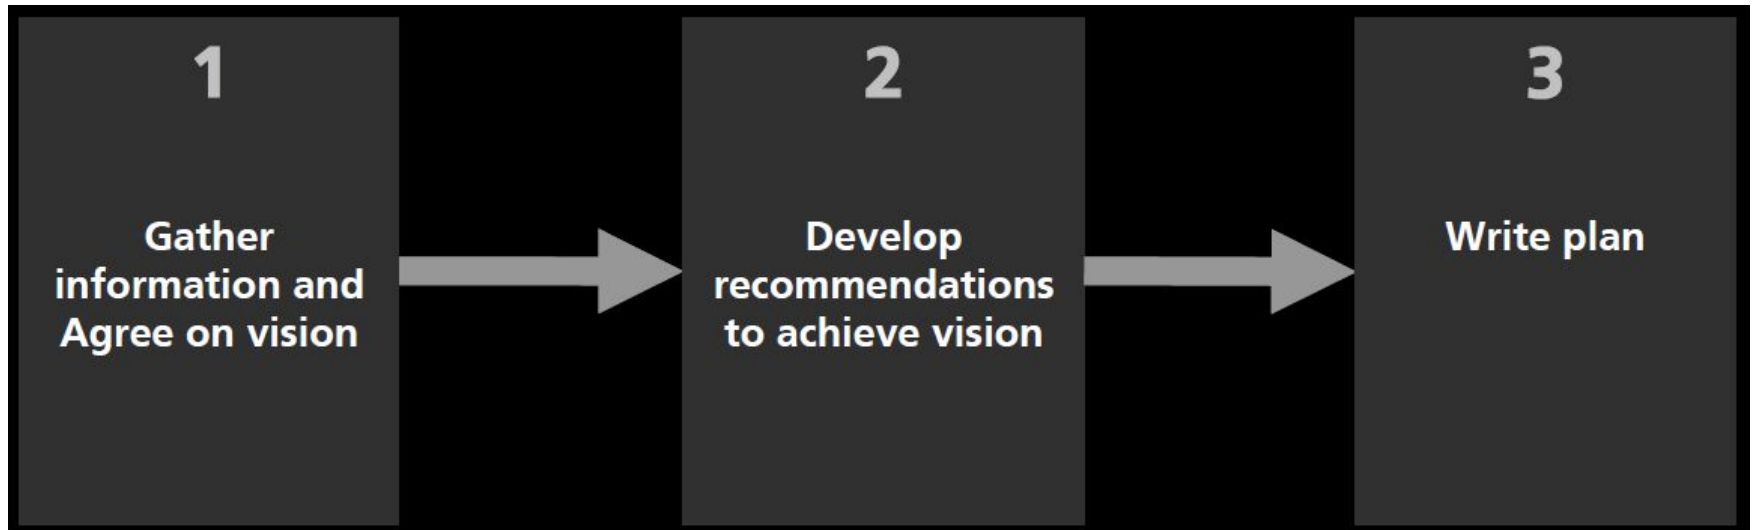 1
Gather
information and
Agree on vision
2
Develop
recommendations
to achieve vision
3
Write plan